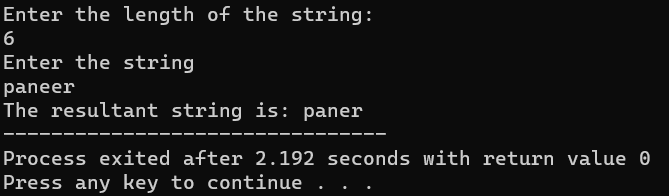 Enter the length of the string:
6
Enter the string
paneer
The resultant string is: paner
--------------------------------
Process exited after 2.192 seconds with return value 0
Press any key to continue . . .